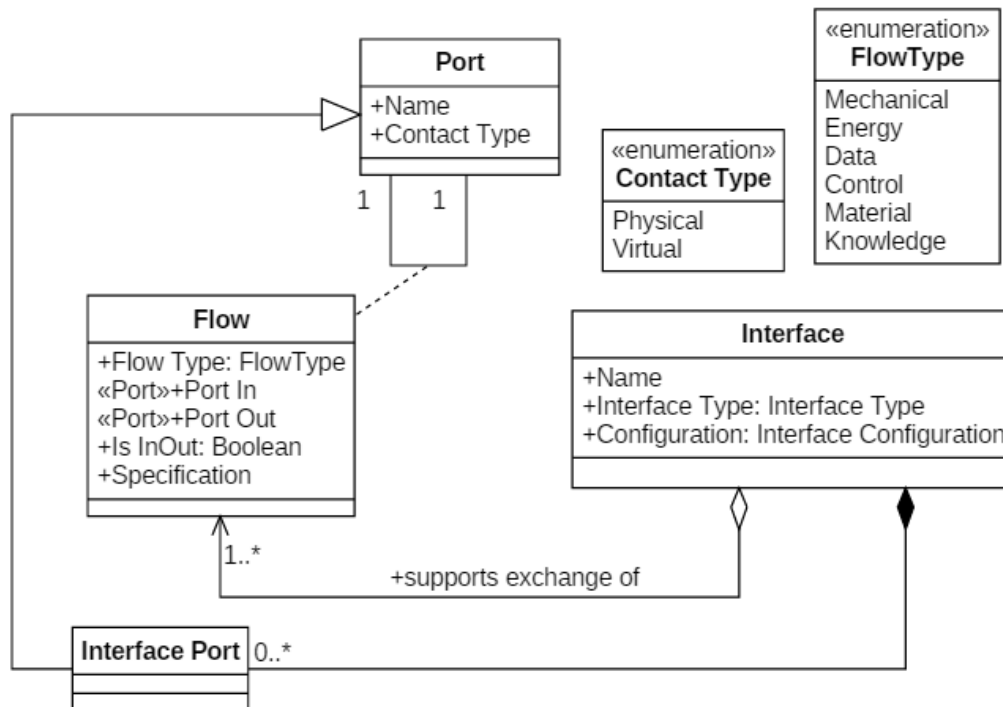 Port
+Name
+Contact Type
1
1
«enumeration»
FlowType
Mechanical
Energy
Data
Control
Material
Knowledge
«enumeration»
Contact Type
Physical
Virtual
Flow
+Flow Type: FlowType
«Port»+Port In
«Port»+Port Out
+Is InOut: Boolean
+Specification
Interface
+Name
+Interface Type: Interface Type
+Configuration: Interface Configuration
1..*
+supports exchange of
Interface Port
0..*